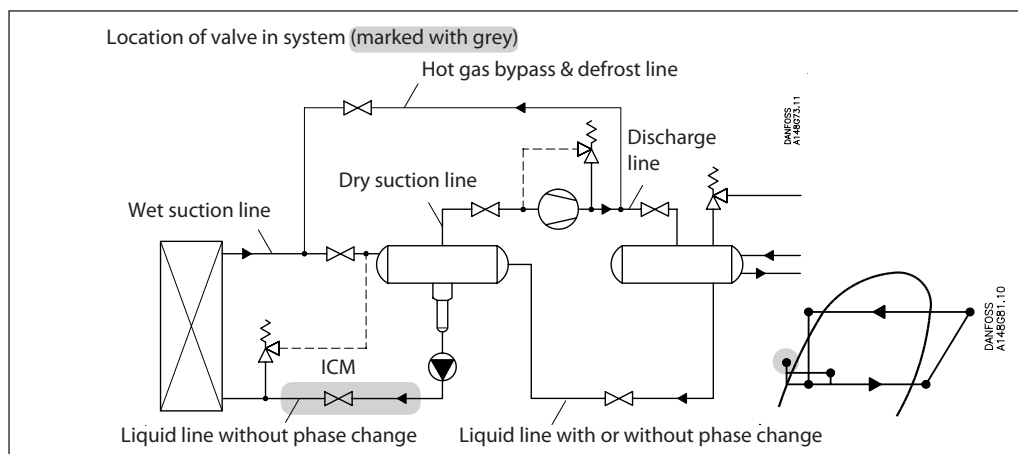 Location of valve in system (marked with grey)
Hot gas bypass & defrost line
DANFOSS
A148G73.11
Discharge
line
Dry suction line
Wet suction line
ICM
DANFOSS
A148G81.10
Liquid line without phase change
Liquid line with or without phase change